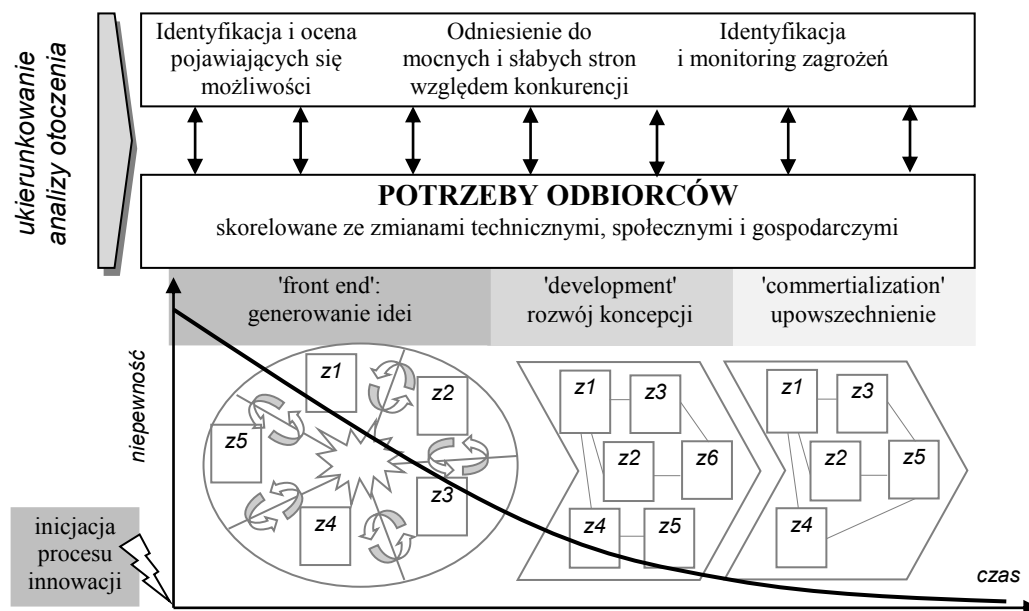 ukierunkowanie
analizy otoczenia
Identyfikacja i ocena
pojawiających się
możliwości
Odniesienie do
mocnych i słabych stron
względem konkurencji
Identyfikacja
i monitoring zagrożeń
POTRZEBY ODBIORCÓW
skorelowane ze zmianami technicznymi, społecznymi i gospodarczymi
'front end':
generowanie idei
'development'
rozwój koncepcji
'commertialization'
upowszechnienie
niepewność
z1
z2
z5
z3
z4
z1
z3
z2
z6
z4
z5
z1
z3
z2
z5
z4
inicjacja
procesu
innowacji
czas